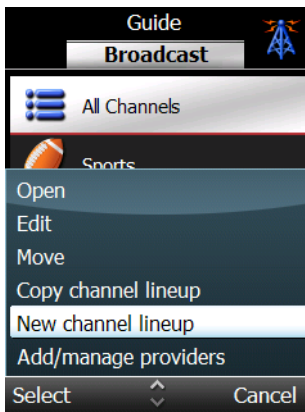 Guide
Broadcast
All Channels
Sports
Open
Edit
Move
Copy channel lineup
New channel lineup
Add/manage providers
Select Cancel